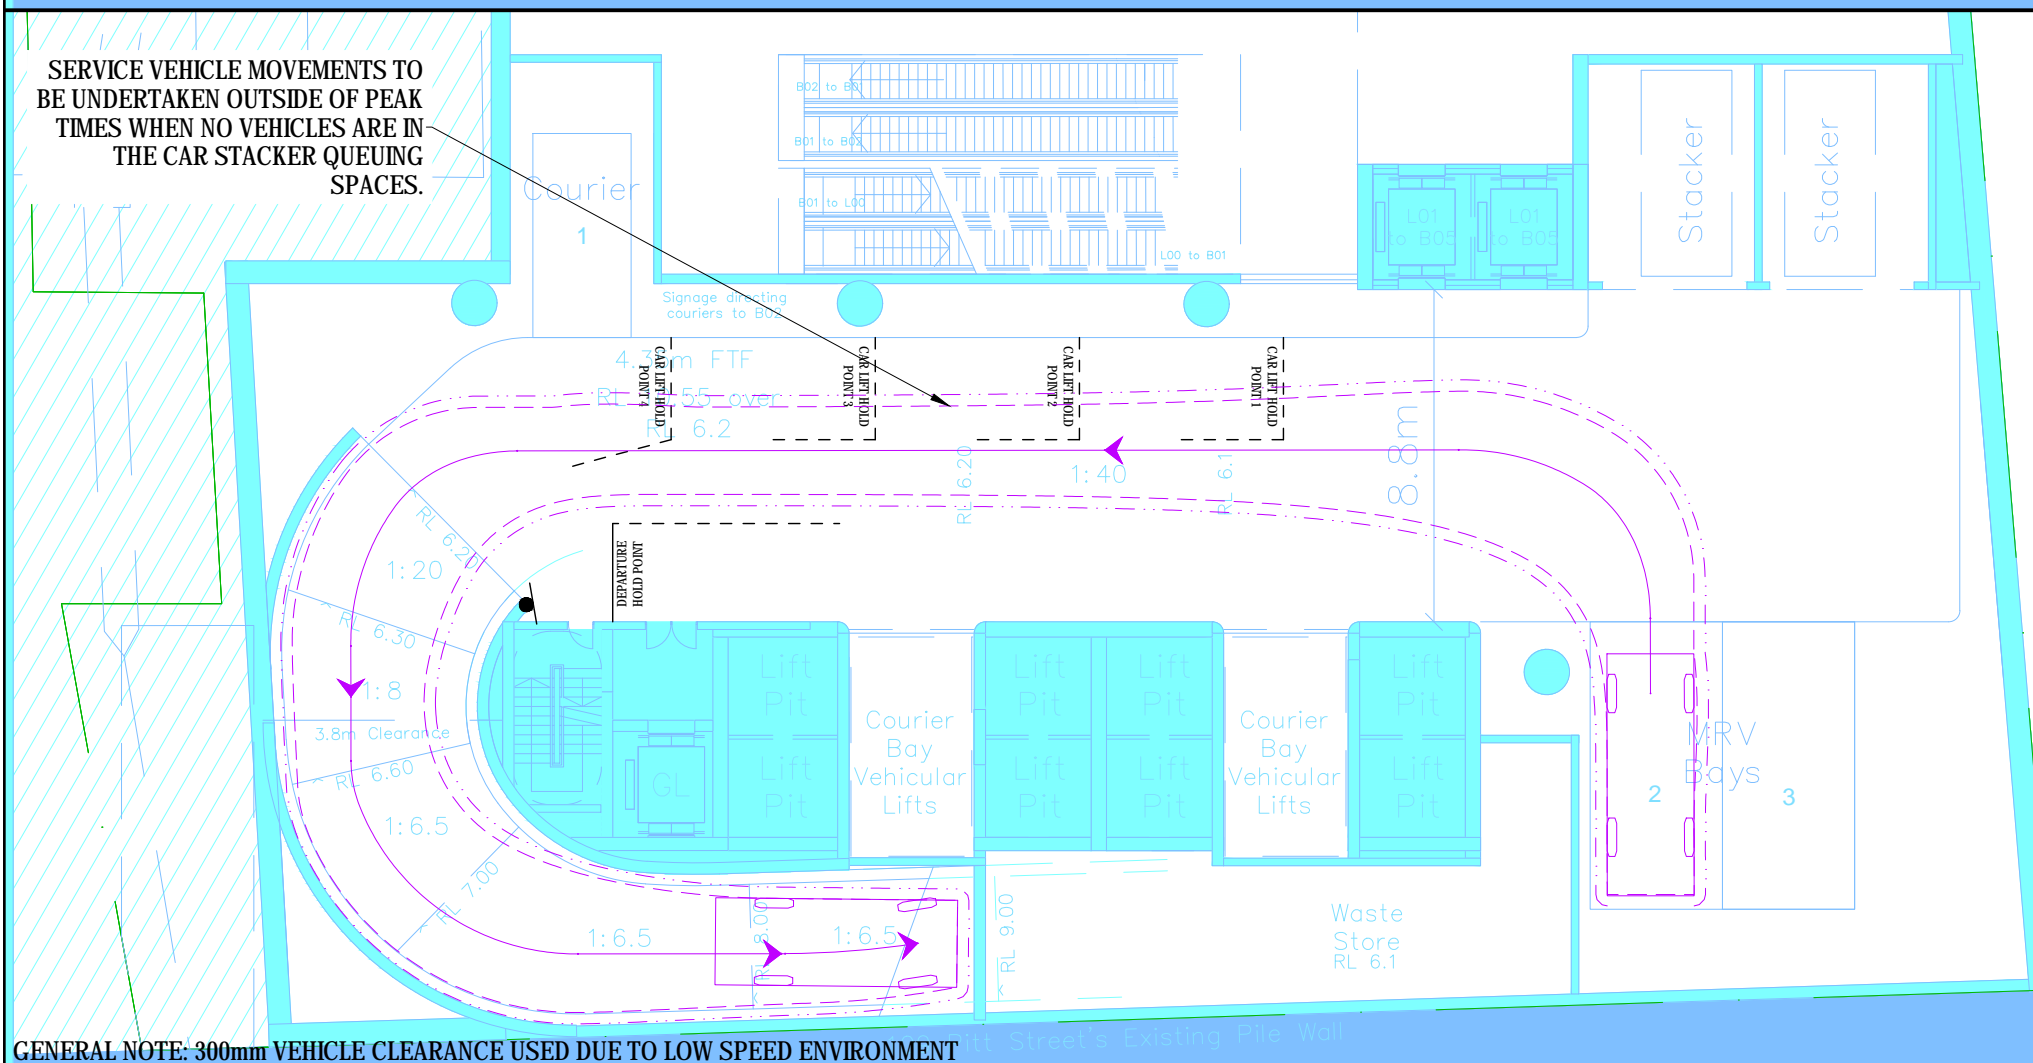 SERVICE VEHICLE MOVEMENTS TO
BE UNDERTAKEN OUTSIDE OF PEAK
TIMES WHEN NO VEHICLES ARE IN
THE CAR STACKER QUEUING
SPACES.
Courier
1
B02 to B01
B01 to B02
B01 to L00
L00 to B01
L01
to B05
L01
to B05
Stacker
Stacker
Signage directing
couriers to B02
FTF
over
RL 6.2
CAR LIFT HOLD
POINT 4
CAR LIFT HOLD
POINT 3
CAR LIFT HOLD
POINT 2
CAR LIFT HOLD
POINT 1
RL 6.20
1:40
RL 6.1
8.8m
RL 6.20
1:20
DEPARTURE
HOLD POINT
RL 6.30
1:8
3.8m Clearance
RL 6.60
1:6.5
RL 7.00
1:6.5
RL 8.00
1:6.5
RL 9.00
GL
Lift
Pit
Lift
Pit
Courier
Bay
Vehicular
Lifts
Lift
Pit
Lift
Pit
Lift
Pit
Lift
Pit
Courier
Bay
Vehicular
Lifts
Lift
Pit
Lift
Pit
MRV
Bays
2
3
Waste
Store
RL 6.1
Pitt Street's Existing Pile Wall
GENERAL NOTE: 300mm VEHICLE CLEARANCE USED DUE TO LOW SPEED ENVIRONMENT